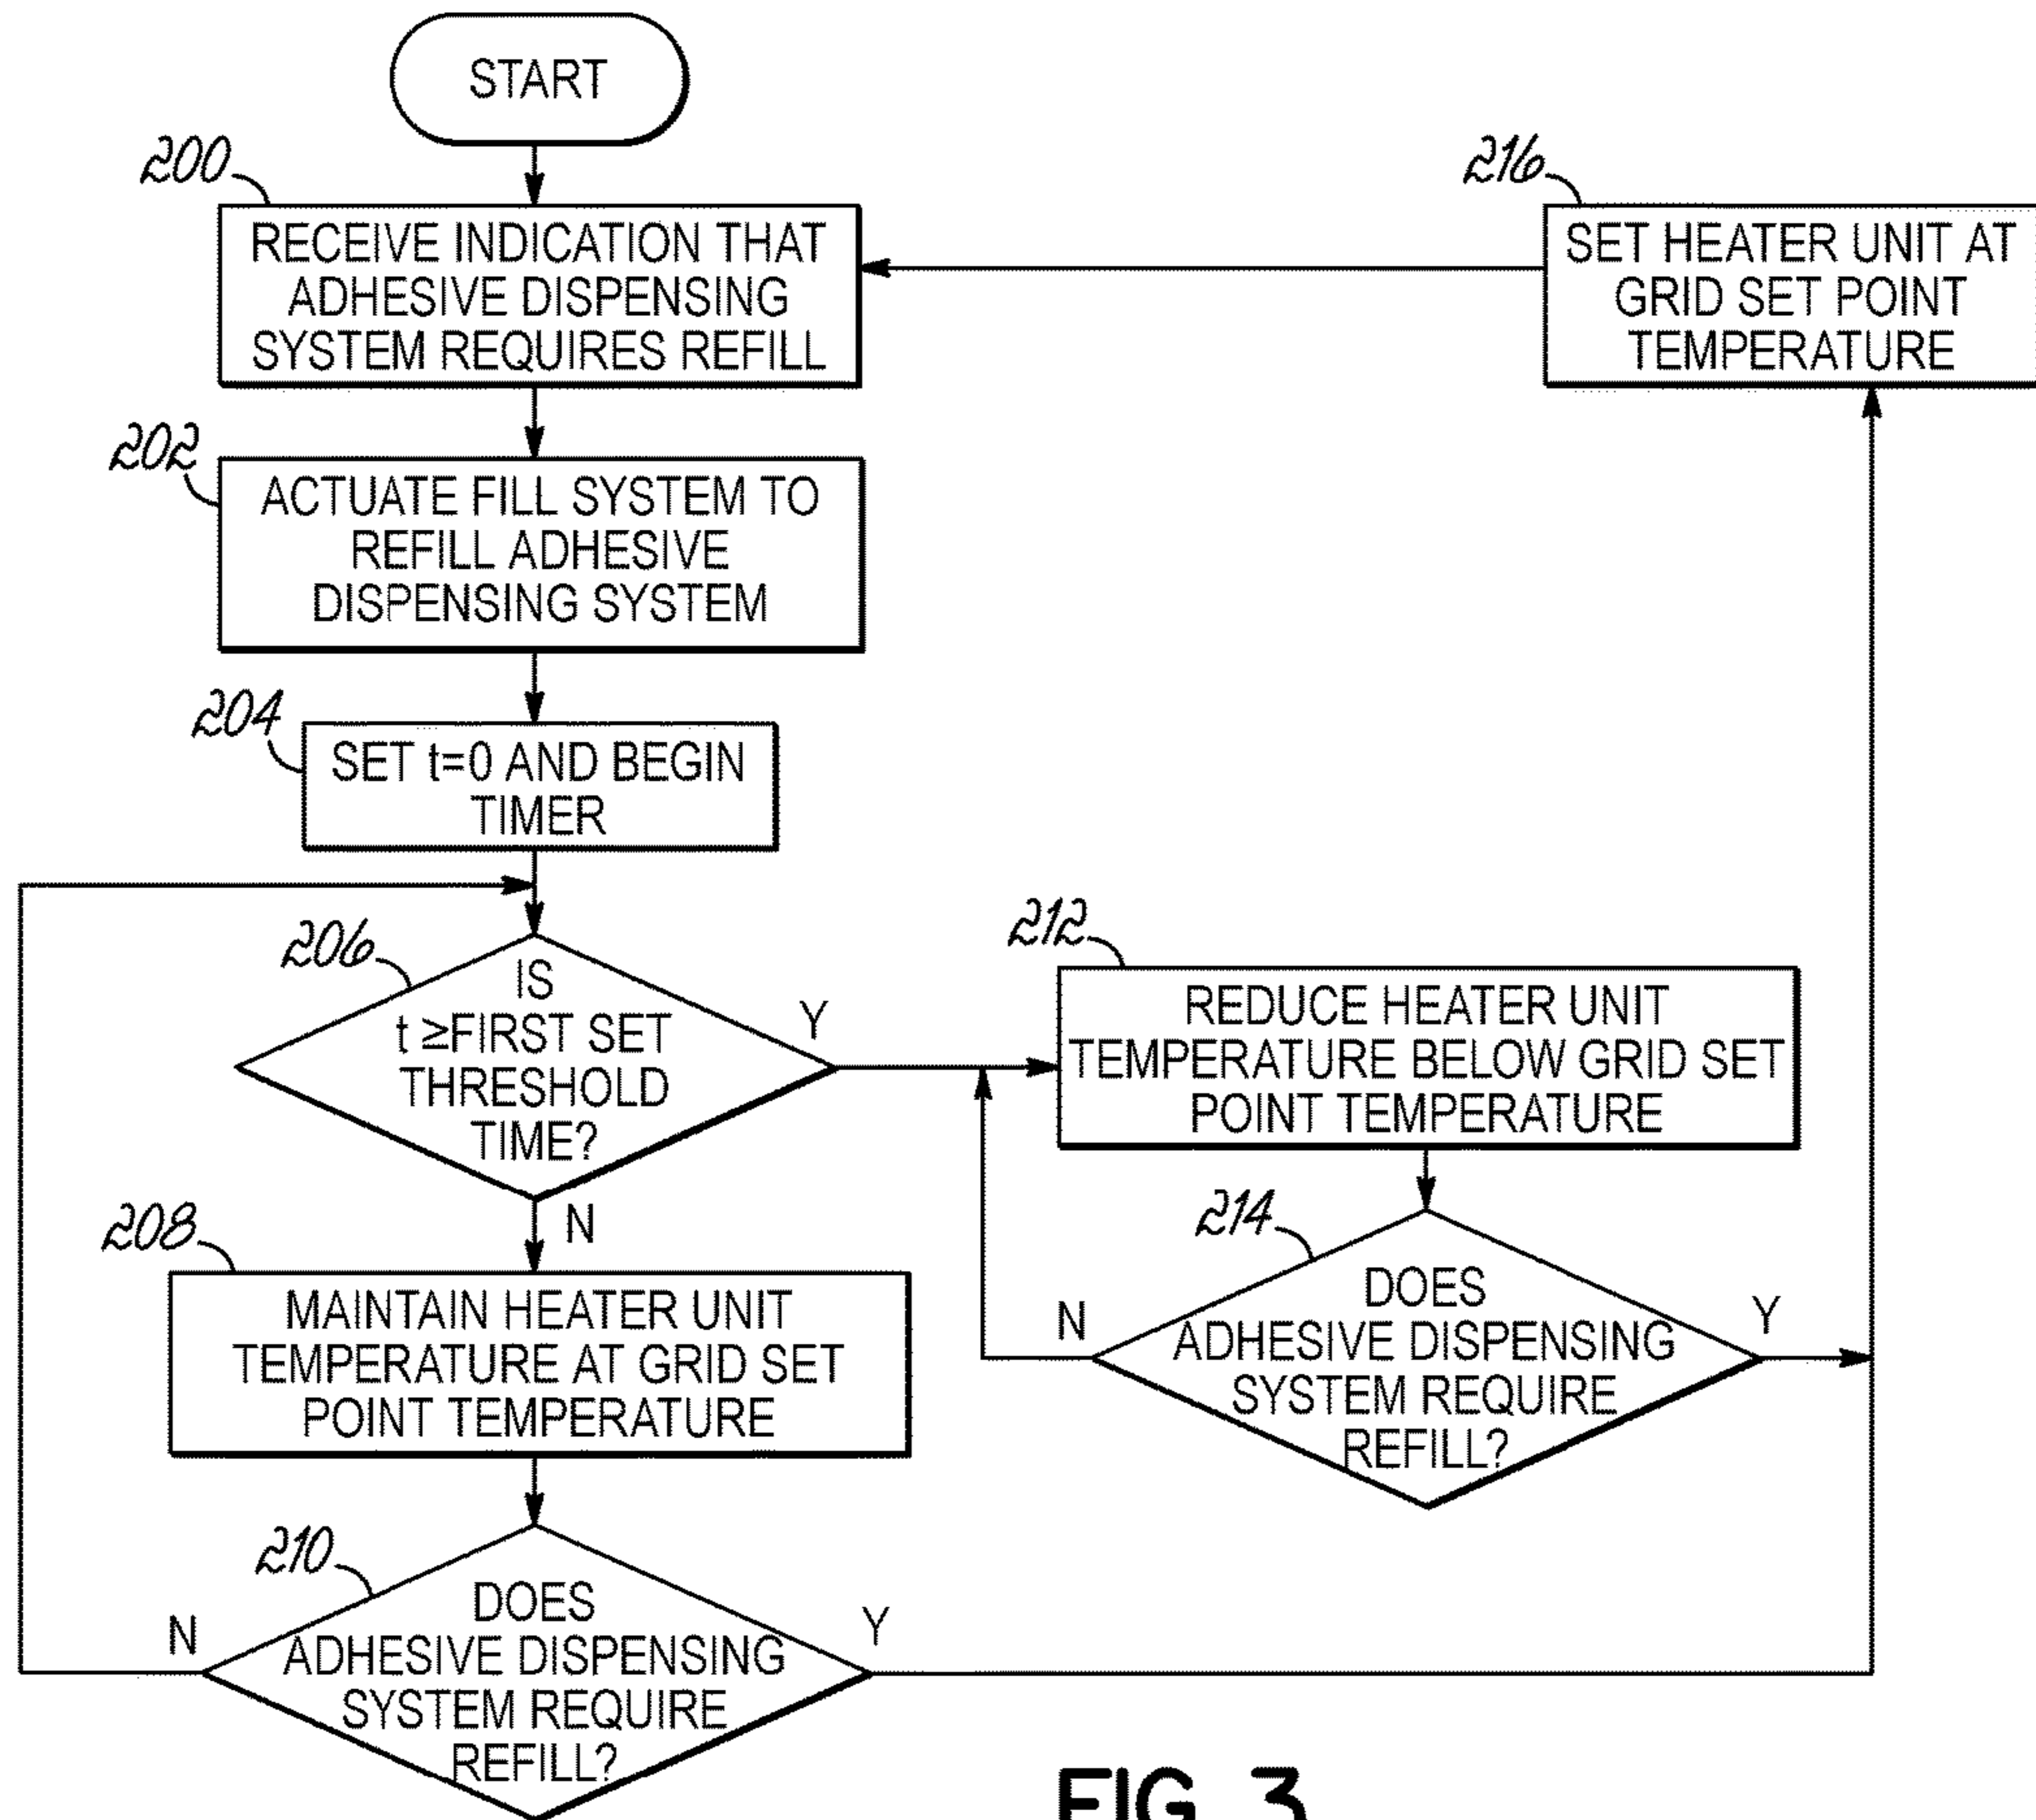 START
200
RECEIVE INDICATION THAT
ADHESIVE DISPENSING
SYSTEM REQUIRES REFILL
216
SET HEATER UNIT AT
GRID SET POINT
TEMPERATURE
202
ACTUATE FILL SYSTEM TO
REFILL ADHESIVE
DISPENSING SYSTEM
204
SET t=0 AND BEGIN
TIMER
206
IS
t ≥FIRST SET
THRESHOLD
TIME?
Y
N
212
REDUCE HEATER UNIT
TEMPERATURE BELOW GRID SET
POINT TEMPERATURE
214
DOES
ADHESIVE DISPENSING
SYSTEM REQUIRE
REFILL?
N
Y
208
MAINTAIN HEATER UNIT
TEMPERATURE AT GRID SET
POINT TEMPERATURE
210
DOES
ADHESIVE DISPENSING
SYSTEM REQUIRE
REFILL?
N
Y
FIG. 3